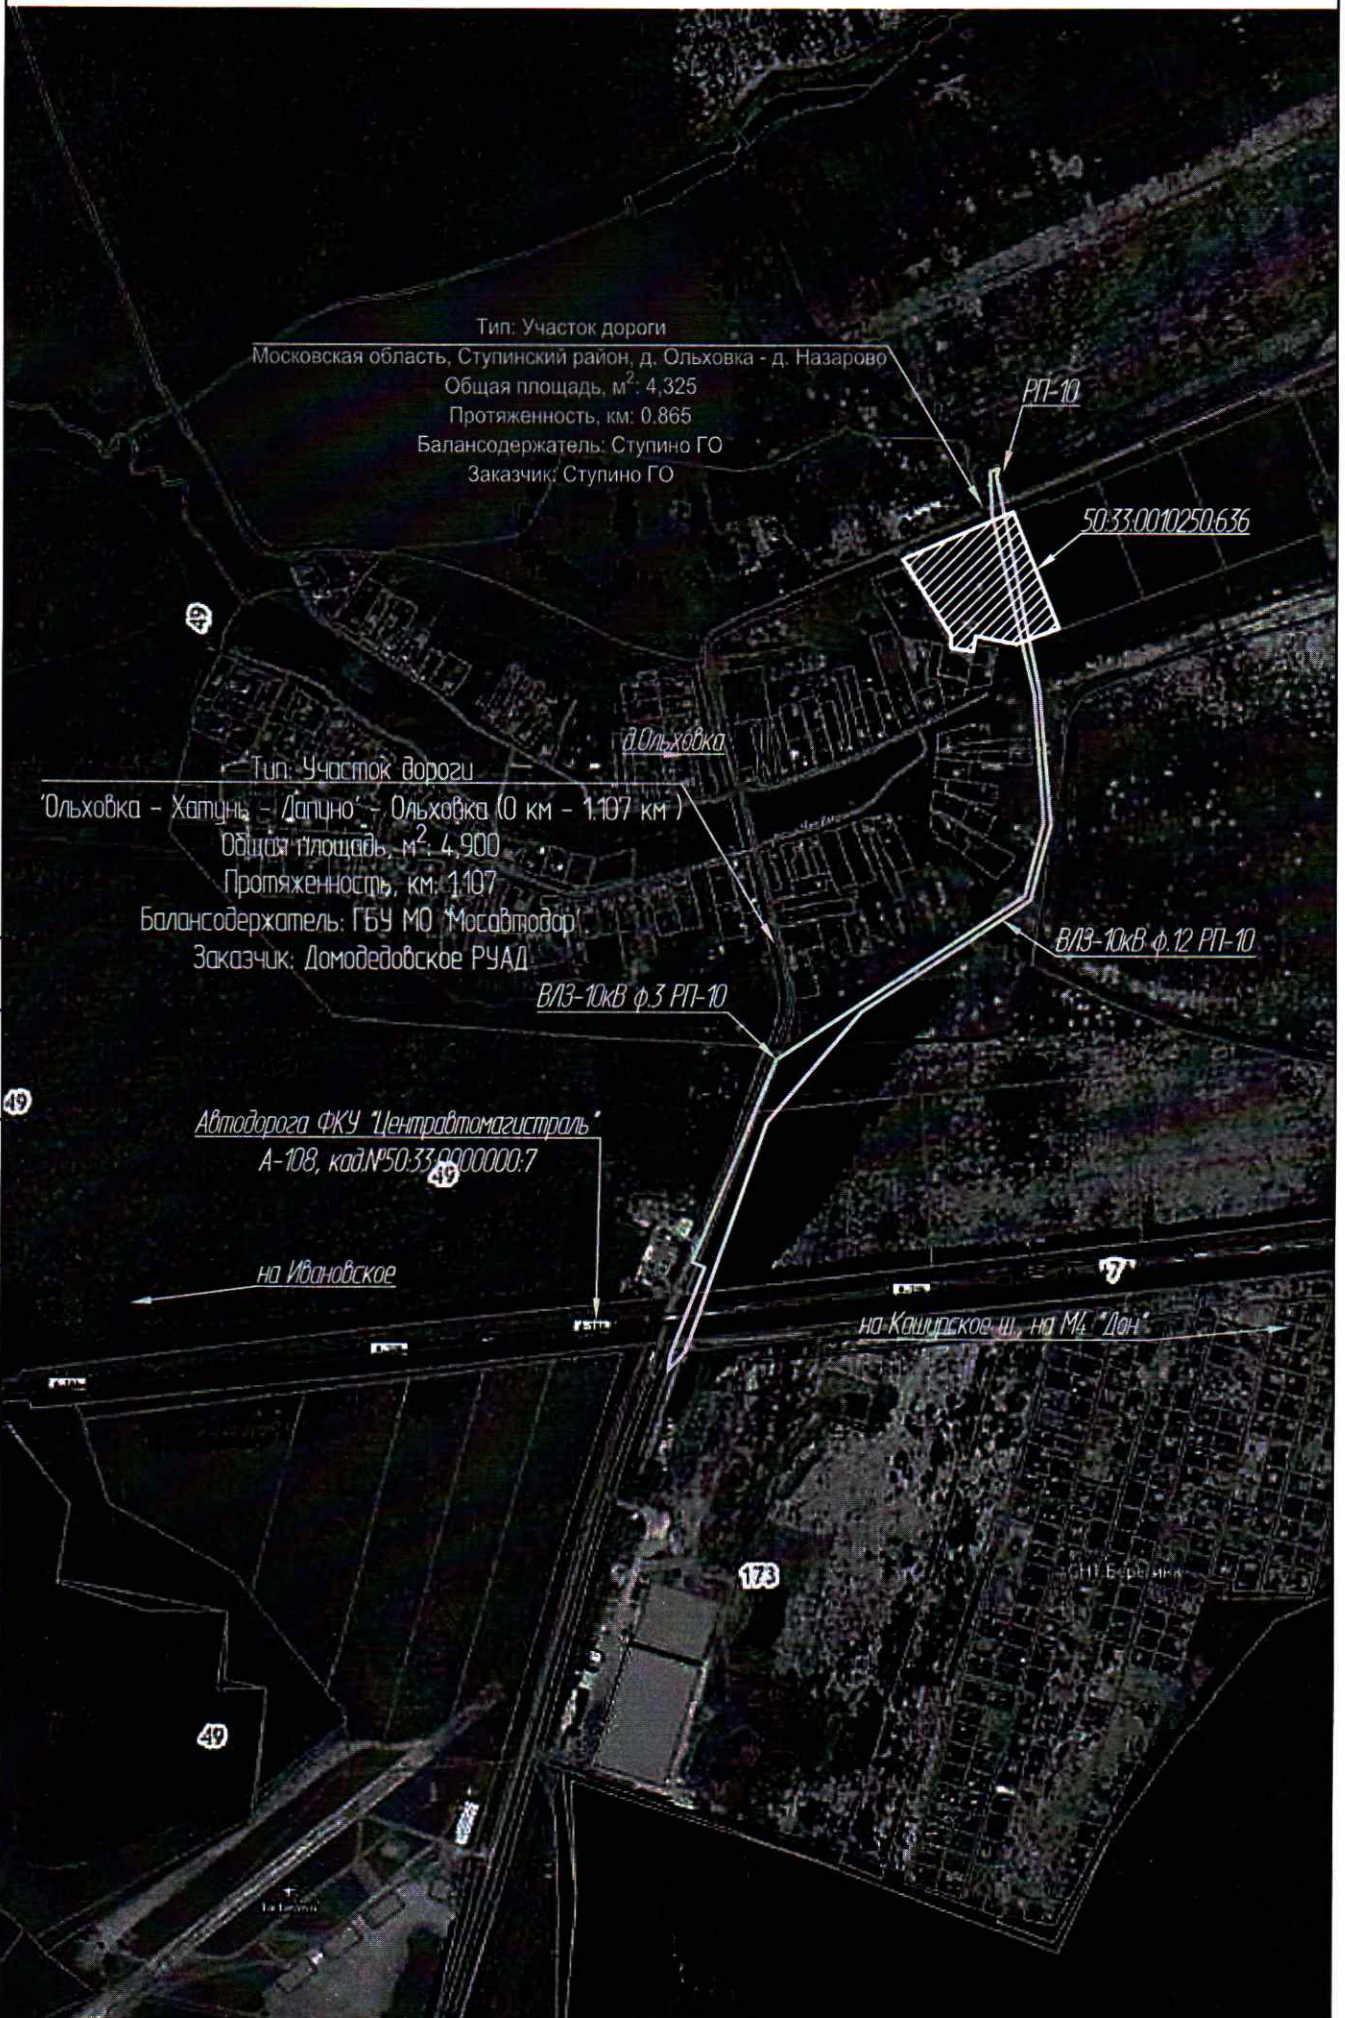 Тип: Участок дороги
Московская область, Ступинский район, д. Ольховка - д. Назарово
Общая площадь, м²: 4,325
Протяженность, км: 0.865
Балансодержатель: Ступино ГО
Заказчик: Ступино ГО
РП-10
50:33:0010250:636
49
д.Ольховка
Тип: Участок дороги
"Ольховка - Хатунь - Лапино" - Ольховка (0 км - 1.107 км )
Общая площадь, м²: 4,900
Протяженность, км: 1.107
Балансодержатель: ГБУ МО "Мосавтодор".
Заказчик: Домодедовское РУАД
ВЛЗ-10кВ ф.12 РП-10
ВЛЗ-10кВ ф.3 РП-10
49
Автодорога ФКУ "Центравтомагистраль"
А-108, кад.№50:33:0000000:7
49
на Ивановское
7
на Каширское ш., на М4 "Дон"
173
СНТ Берегиня
49